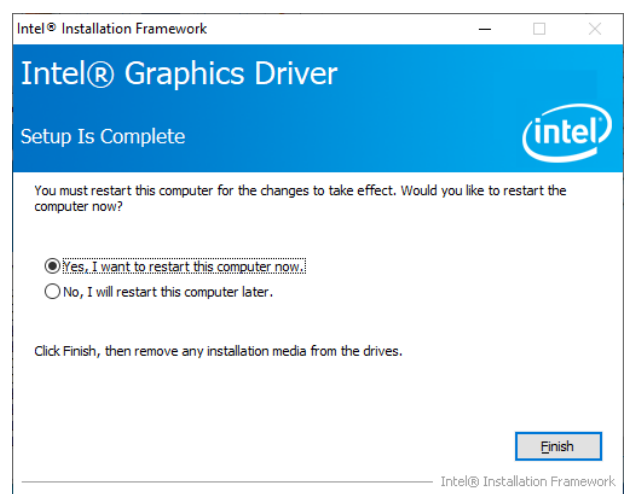 Intel® Installation Framework
Intel® Graphics Driver
Setup Is Complete
intel
You must restart this computer for the changes to take effect. Would you like to restart the
computer now?
Yes, I want to restart this computer now.
No, I will restart this computer later.
Click Finish, then remove any installation media from the drives.
Finish
Intel® Installation Framework